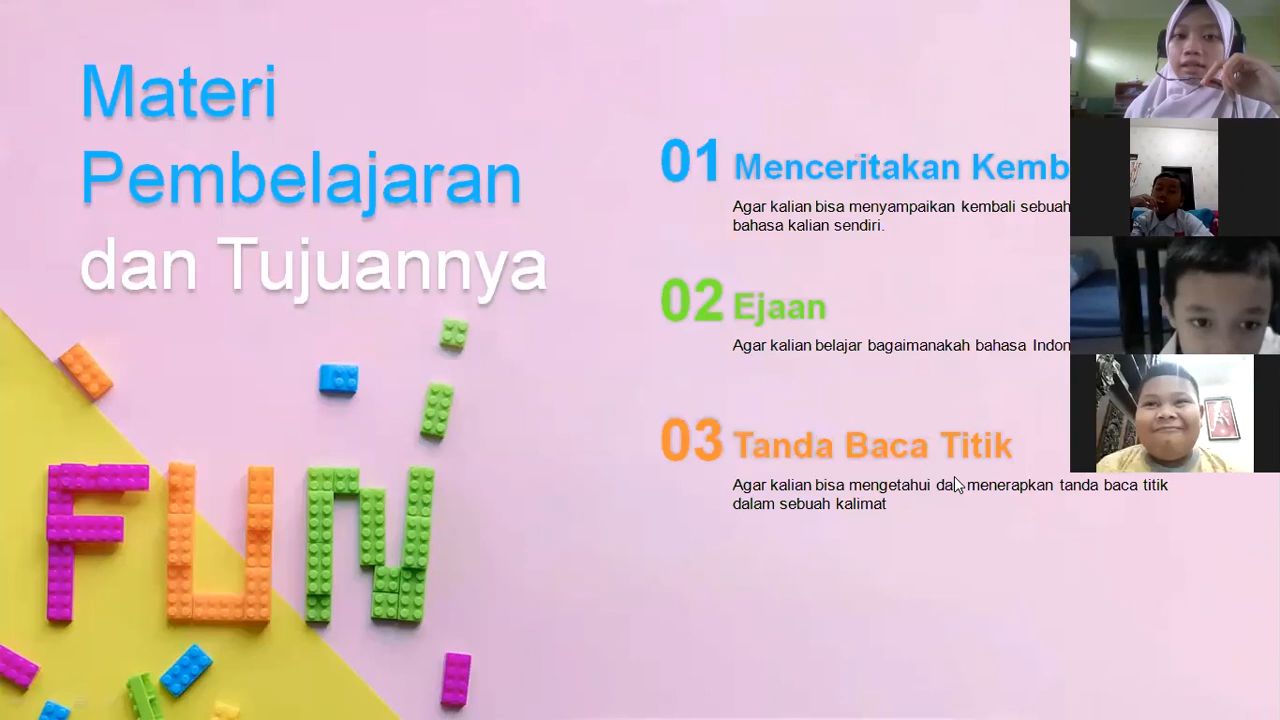 Materi
Pembelajaran
dan Tujuannya
FUN
01 Menceritakan
Agar kalian bisa menyampaikan kembali sebuah
bahasa kalian sendiri.
02 Ejaan
Agar kalian belajar bagaimanakah bahasa
03 Tanda Baca Titik
Agar kalian bisa mengetahui dan menerapkan tanda baca titik
dalam sebuah kalimat